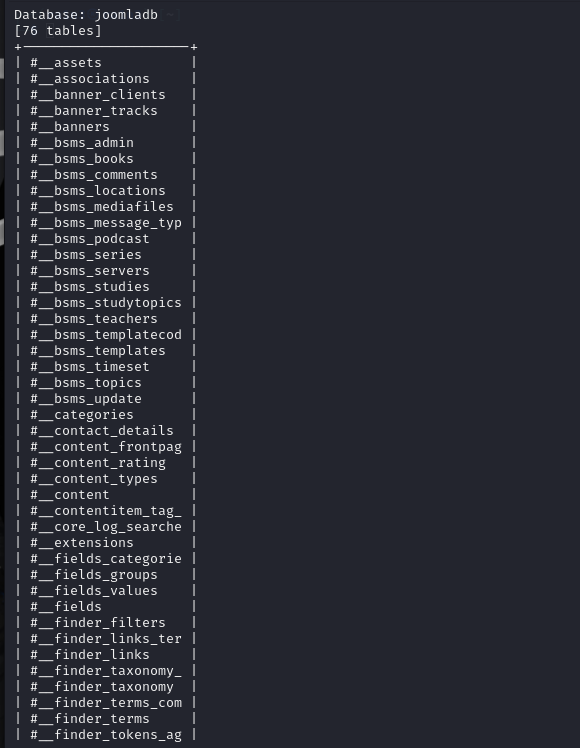 Database: joomladb
[76 tables]
+---------------------+
| #__assets |
| #__associations |
| #__banner_clients |
| #__banner_tracks |
| #__banners |
| #__bsms_admin |
| #__bsms_books |
| #__bsms_comments |
| #__bsms_locations |
| #__bsms_mediafiles |
| #__bsms_message_typ |
| #__bsms_podcast |
| #__bsms_series |
| #__bsms_servers |
| #__bsms_studies |
| #__bsms_studytopics |
| #__bsms_teachers |
| #__bsms_templatecod |
| #__bsms_templates |
| #__bsms_timeset |
| #__bsms_topics |
| #__bsms_update |
| #__categories |
| #__contact_details |
| #__content_frontpag |
| #__content_rating |
| #__content_types |
| #__content |
| #__contentitem_tag_ |
| #__core_log_searche |
| #__extensions |
| #__fields_categorie |
| #__fields_groups |
| #__fields_values |
| #__fields |
| #__finder_filters |
| #__finder_links_ter |
| #__finder_links |
| #__finder_taxonomy_ |
| #__finder_taxonomy |
| #__finder_terms_com |
| #__finder_terms |
| #__finder_tokens_ag |